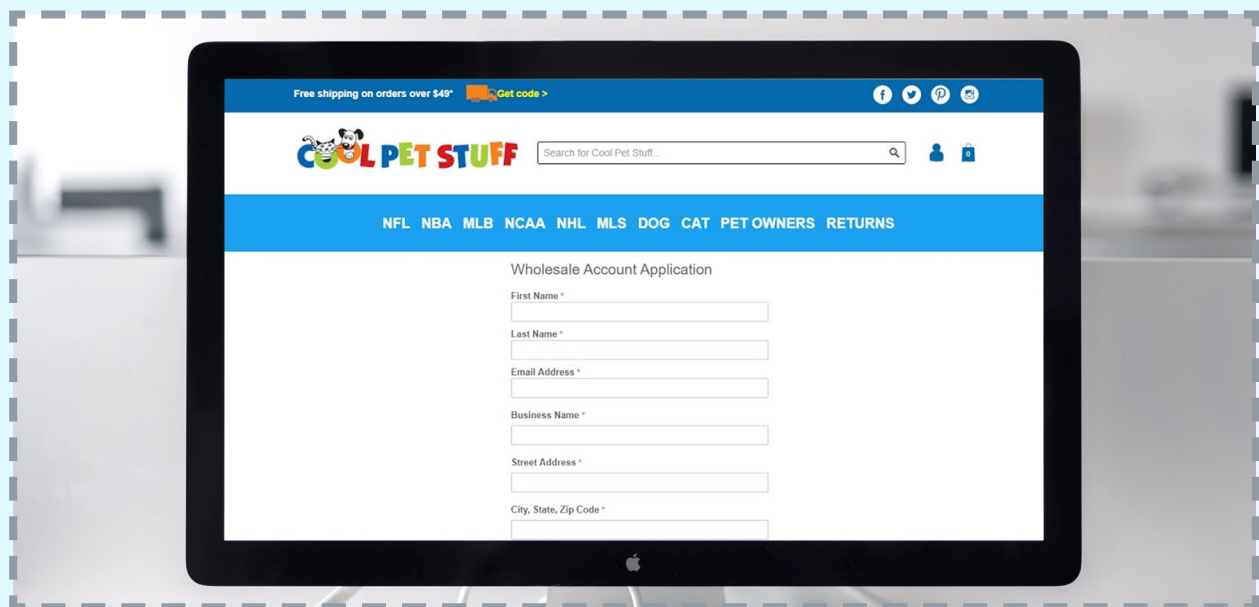 Free shipping on orders over $49* Get code >
COOL PET STUFF
Search for Cool Pet Stuff...
0
NFL NBA MLB NCAA NHL MLS DOG CAT PET OWNERS RETURNS
Wholesale Account Application
First Name *
Last Name *
Email Address *
Business Name *
Street Address *
City, State, Zip Code *